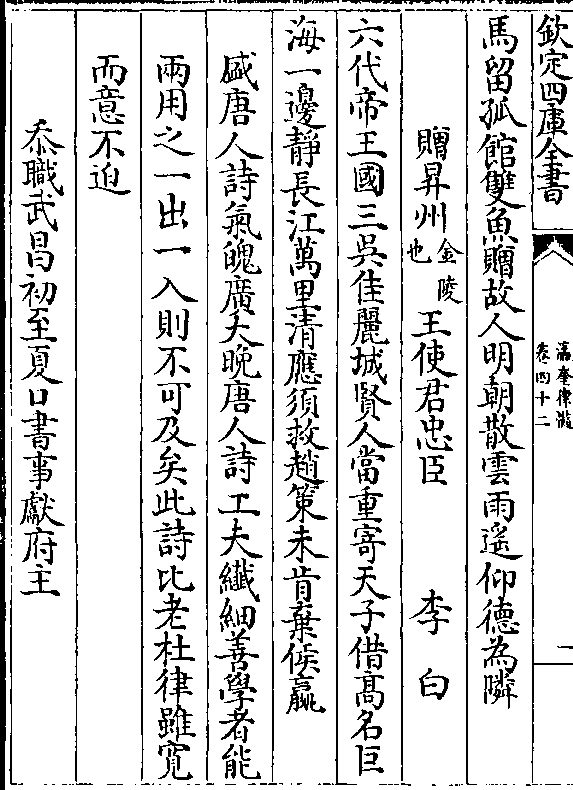 欽定四庫全書
瀛奎律髓
卷四十二
一
馬留孤館雙魚贈故人明朝散雲雨遥仰德為隣
贈昇州金陵也王使君忠臣 李白
六代帝王國三吳佳麗城賢人當重寄天子借高名巨
海一邊靜長江萬里清應須救趙策未肯棄侯嬴
盛唐人詩氣魄廣大晚唐人詩工夫纎細善學者能
兩用之一出一入則不可及矣此詩比老杜律雖寛
而意不迫
忝職武昌初至夏口書事獻府主